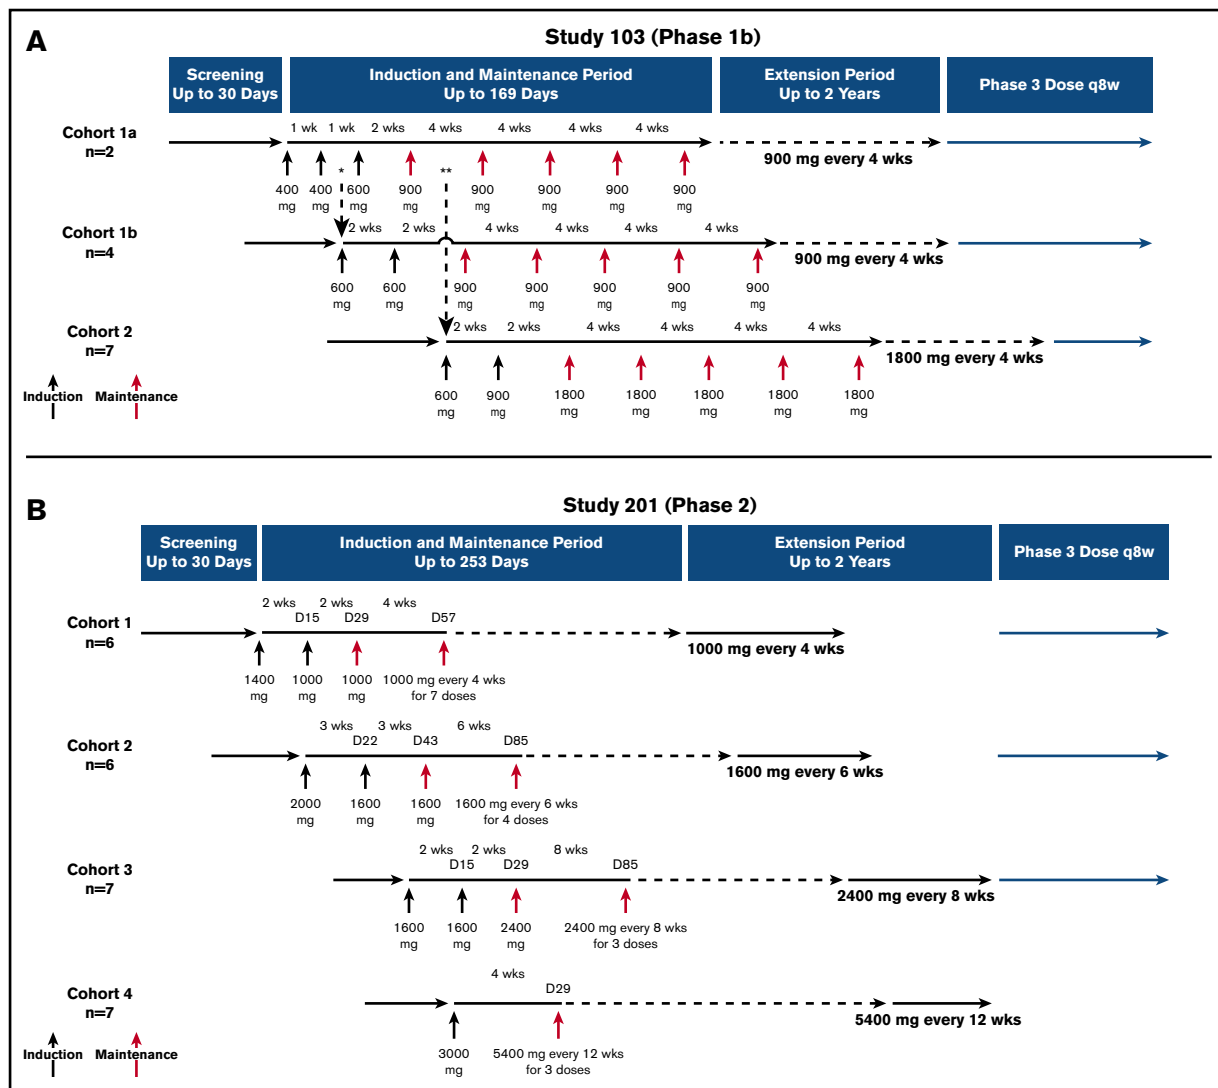 A
Study 103 (Phase 1b)
Screening
Up to 30 Days
Induction and Maintenance Period
Up to 169 Days
Extension Period
Up to 2 Years
Phase 3 Dose q8w
Cohort 1a
n=2
1 wk 1 wk 2 wks 4 wks 4 wks 4 wks 4 wks
900 mg every 4 wks
* **
400 mg
400 mg
600 mg
900 mg
900 mg
900 mg
900 mg
900 mg
Cohort 1b
n=4
2 wks 2 wks 4 wks 4 wks 4 wks 4 wks
900 mg every 4 wks
600 mg
600 mg
900 mg
900 mg
900 mg
900 mg
900 mg
Cohort 2
n=7
2 wks 2 wks 4 wks 4 wks 4 wks 4 wks
1800 mg every 4 wks
600 mg
900 mg
1800 mg
1800 mg
1800 mg
1800 mg
1800 mg
Induction Maintenance
B
Study 201 (Phase 2)
Screening
Up to 30 Days
Induction and Maintenance Period
Up to 253 Days
Extension Period
Up to 2 Years
Phase 3 Dose q8w
Cohort 1
n=6
2 wks 2 wks 4 wks
D15 D29 D57
1000 mg every 4 wks
1400 mg
1000 mg
1000 mg
1000 mg every 4 wks
for 7 doses
Cohort 2
n=6
3 wks 3 wks 6 wks
D22 D43 D85
1600 mg every 6 wks
2000 mg
1600 mg
1600 mg
1600 mg every 6 wks
for 4 doses
Cohort 3
n=7
2 wks 2 wks 8 wks
D15 D29 D85
2400 mg every 8 wks
1600 mg
1600 mg
2400 mg
2400 mg every 8 wks
for 3 doses
Cohort 4
n=7
4 wks
D29
5400 mg every 12 wks
3000 mg
5400 mg every 12 wks
for 3 doses
Induction Maintenance